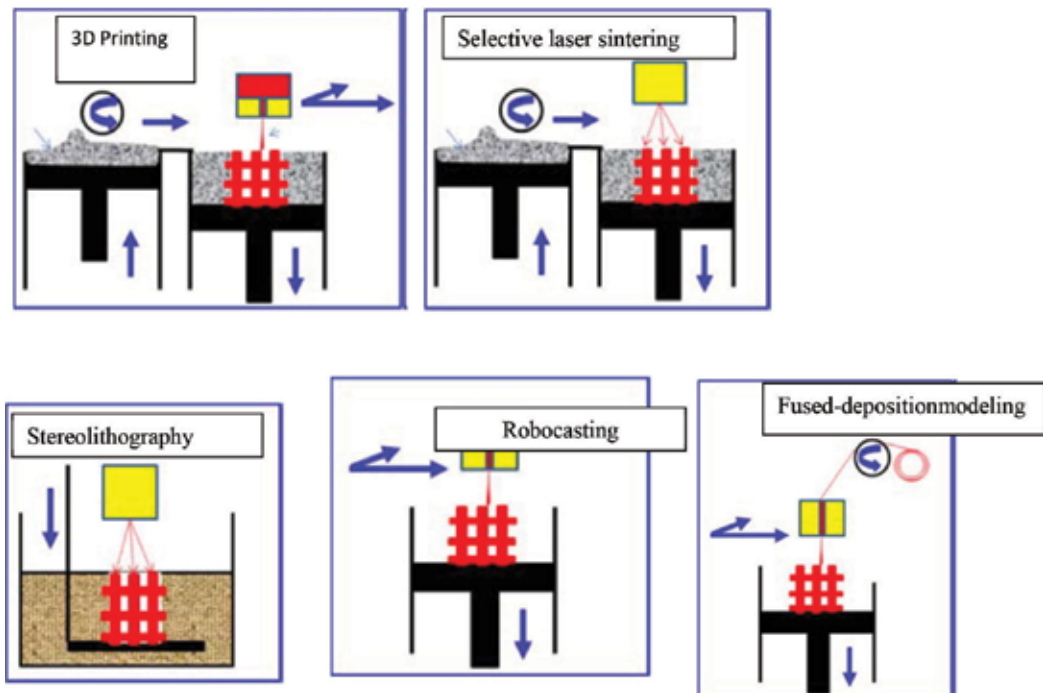 3D Printing
Selective laser sintering
Stereolithography
Robocasting
Fused-depositionmodeling